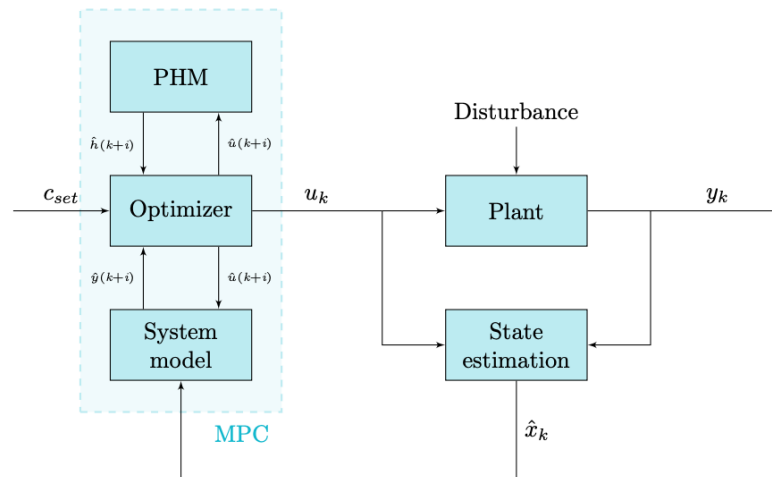 PHM
Disturbance
ĥ(k+i)
û(k+i)
c_set
Optimizer
u_k
Plant
y_k
ŷ(k+i)
û(k+i)
System
model
State
estimation
MPC
x̂_k